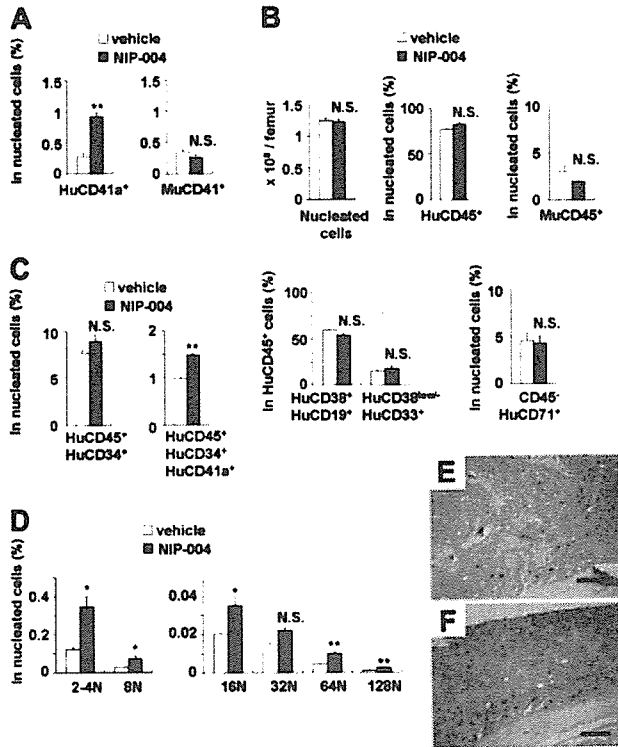 A
vehicle
NIP-004
In nucleated cells (%)
1.5
1
0.5
0
**
HuCD41a⁺
1.5
1
0.5
0
N.S.
MuCD41⁺
B
vehicle
NIP-004
x 10⁸ / femur
1.5
1
0.5
0
N.S.
Nucleated
cells
In nucleated cells (%)
100
50
0
N.S.
HuCD45⁺
In nucleated cells (%)
10
5
0
N.S.
MuCD45⁺
In HuCD45⁺ cells (%)
100
50
0
N.S.
N.S.
HuCD38⁺
HuCD19⁺
HuCD38low/-
HuCD33⁺
In nucleated cells (%)
10
5
0
N.S.
CD45⁻
HuCD71⁺
C
vehicle
NIP-004
In nucleated cells (%)
10
5
0
N.S.
HuCD45⁺
HuCD34⁺
2
1
0
**
HuCD45⁺
HuCD34⁺
HuCD41a⁺
D
vehicle
NIP-004
In nucleated cells (%)
0.4
0.2
0
*
*
2-4N
8N
0.04
0.02
0
*
N.S.
**
**
16N
32N
64N
128N
E
F